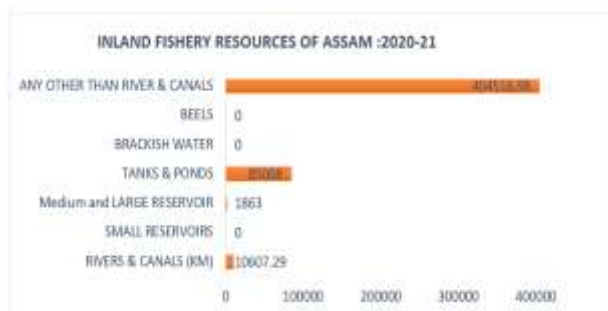 INLAND FISHERY RESOURCES OF ASSAM :2020-21
ANY OTHER THAN RIVER & CANALS
BEELS 0
BRACKISH WATER 0
TANKS & PONDS
Medium and LARGE RESERVOIR 1863
SMALL RESERVOIRS 0
RIVERS & CANALS (KM) 10607.29
0 100000 200000 300000 400000